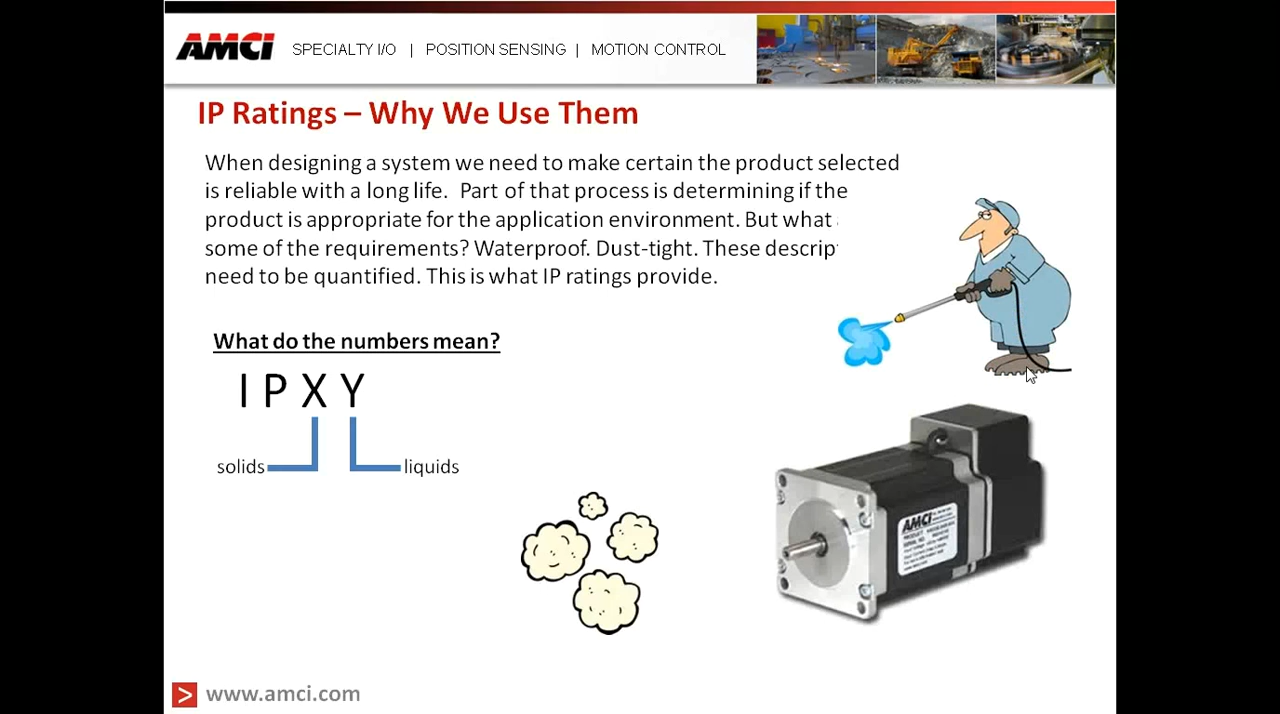 AMCI SPECIALTY I/O | POSITION SENSING | MOTION CONTROL
IP Ratings – Why We Use Them
When designing a system we need to make certain the product selected
is reliable with a long life.  Part of that process is determining if the
product is appropriate for the application environment. But what
some of the requirements? Waterproof. Dust-tight. These descrip
need to be quantified. This is what IP ratings provide.
What do the numbers mean?
I P X Y
solids
liquids
AMCI
> www.amci.com